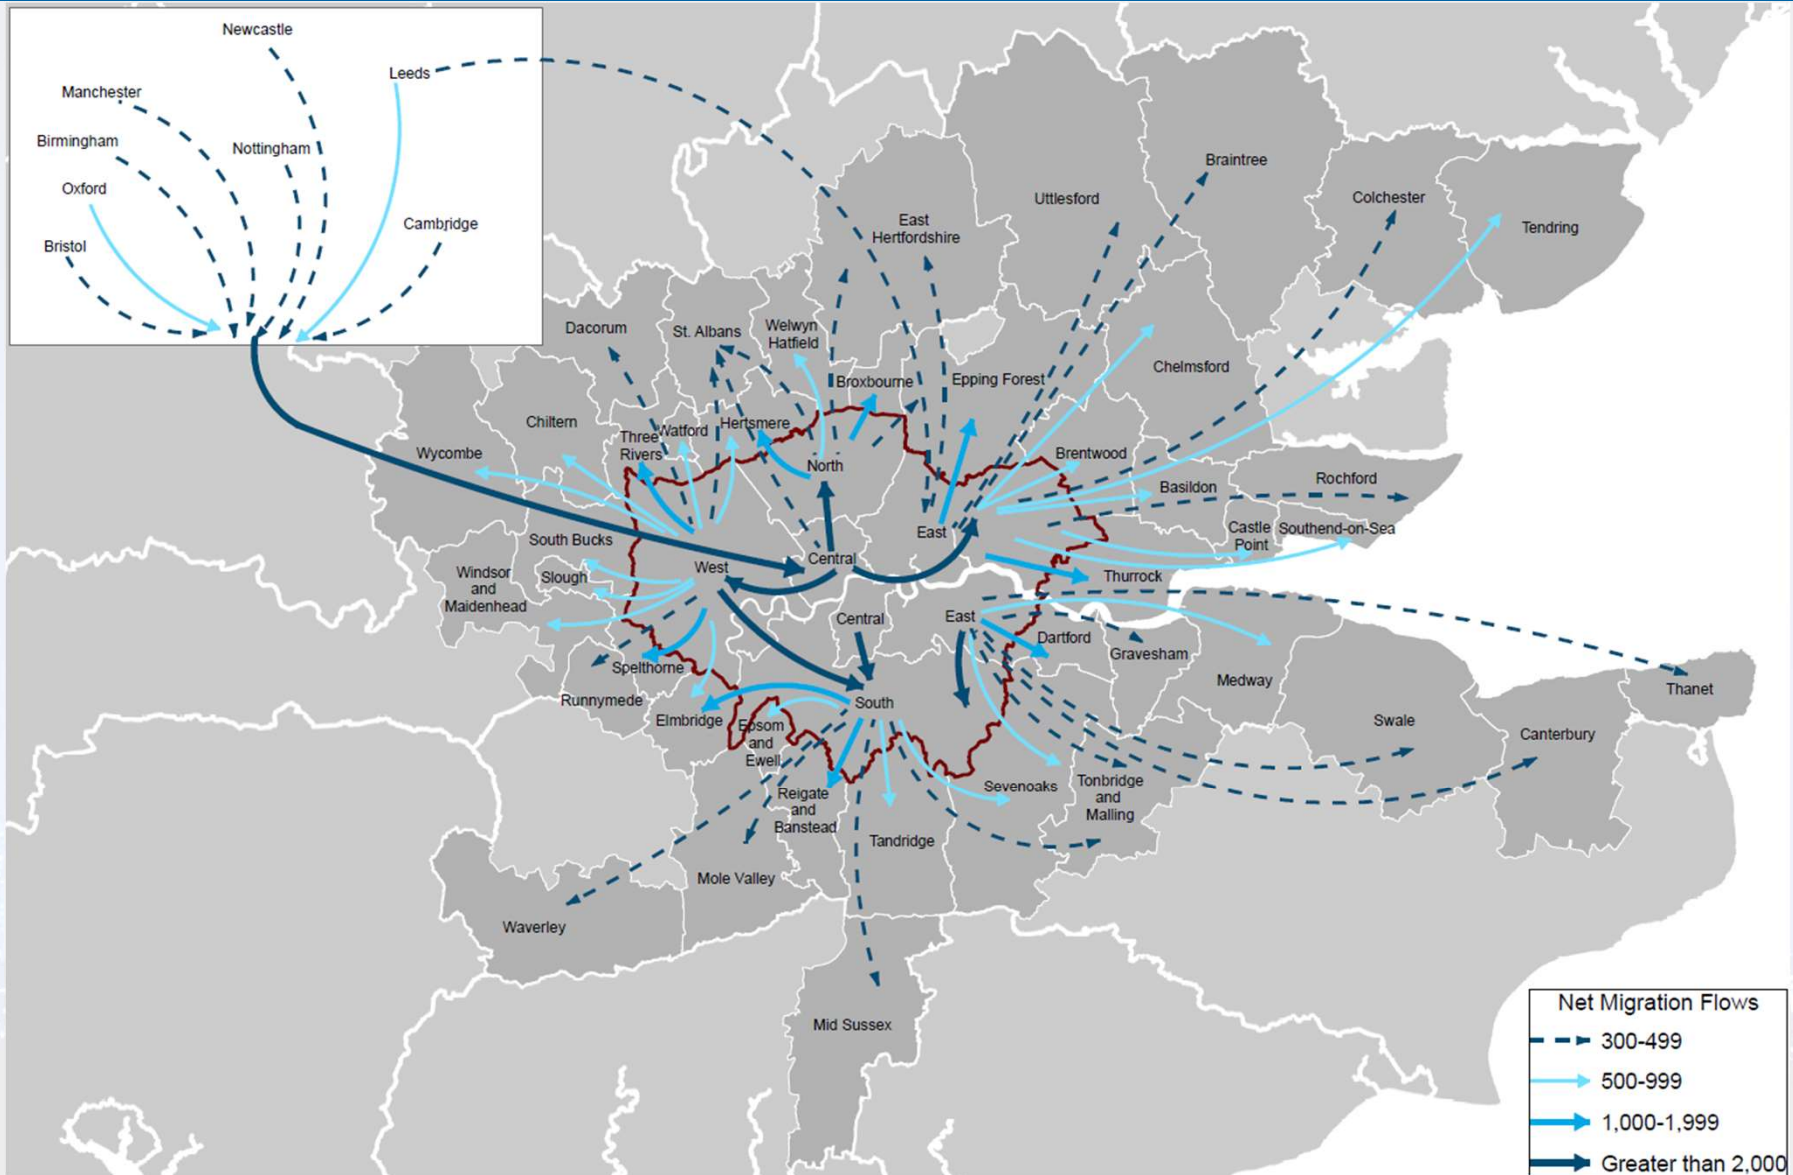 Newcastle
Leeds
Manchester
Birmingham
Nottingham
Oxford
Cambridge
Bristol
Braintree
Uttlesford
Colchester
Tendring
East
Hertfordshire
Dacorum
St. Albans
Welwyn
Hatfield
Broxbourne
Epping Forest
Chelmsford
Chiltern
Three
Rivers
Watford
Hertsmere
Wycombe
North
Brentwood
Basildon
Rochford
South Bucks
East
Castle
Point
Southend-on-Sea
Windsor
and
Maidenhead
Slough
West
Central
Thurrock
Central
East
Dartford
Gravesham
Spelthorne
Runnymede
Medway
Thanet
Elmbridge
South
Epsom
and
Ewell
Swale
Canterbury
Reigate
and
Banstead
Sevenoaks
Tonbridge
and
Malling
Tandridge
Mole Valley
Waverley
Mid Sussex
Net Migration Flows
300-499
500-999
1,000-1,999
Greater than 2,000